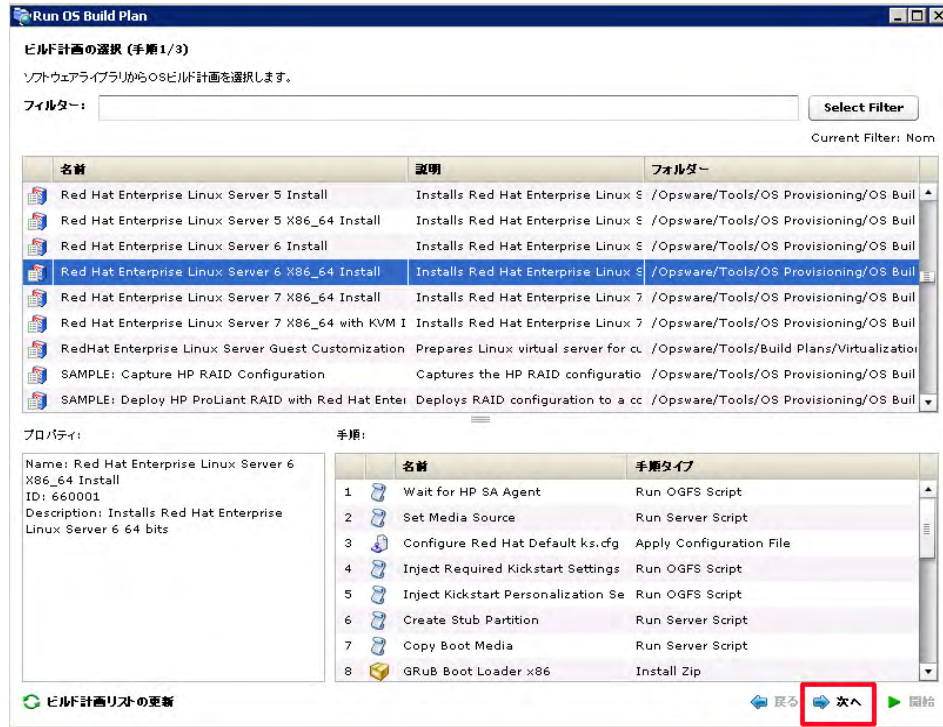 Run OS Build Plan
ビルド計画の選択 (手順1/3)
ソフトウェアライブラリからOSビルド計画を選択します。
フィルター:
Select Filter
Current Filter: Nom
名前 説明 フォルダー
Red Hat Enterprise Linux Server 5 Install Installs Red Hat Enterprise Linux S /Opsware/Tools/OS Provisioning/OS Buil
Red Hat Enterprise Linux Server 5 X86_64 Install Installs Red Hat Enterprise Linux S /Opsware/Tools/OS Provisioning/OS Buil
Red Hat Enterprise Linux Server 6 Install Installs Red Hat Enterprise Linux S /Opsware/Tools/OS Provisioning/OS Buil
Red Hat Enterprise Linux Server 6 X86_64 Install Installs Red Hat Enterprise Linux S /Opsware/Tools/OS Provisioning/OS Buil
Red Hat Enterprise Linux Server 7 X86_64 Install Installs Red Hat Enterprise Linux 7 /Opsware/Tools/OS Provisioning/OS Buil
Red Hat Enterprise Linux Server 7 X86_64 with KVM I Installs Red Hat Enterprise Linux 7 /Opsware/Tools/OS Provisioning/OS Buil
RedHat Enterprise Linux Server Guest Customization Prepares Linux virtual server for cu /Opsware/Tools/Build Plans/Virtualization
SAMPLE: Capture HP RAID Configuration Captures the HP RAID configuratio /Opsware/Tools/OS Provisioning/OS Buil
SAMPLE: Deploy HP ProLiant RAID with Red Hat Enter Deploys RAID configuration to a cc /Opsware/Tools/OS Provisioning/OS Buil
プロパティ:
Name: Red Hat Enterprise Linux Server 6
X86_64 Install
ID: 660001
Description: Installs Red Hat Enterprise
Linux Server 6 64 bits
手順:
名前 手順タイプ
1 Wait for HP SA Agent Run OGFS Script
2 Set Media Source Run Server Script
3 Configure Red Hat Default ks.cfg Apply Configuration File
4 Inject Required Kickstart Settings Run OGFS Script
5 Inject Kickstart Personalization Se Run OGFS Script
6 Create Stub Partition Run Server Script
7 Copy Boot Media Run Server Script
8 GRuB Boot Loader x86 Install Zip
ビルド計画リストの更新
戻る 次へ 開始